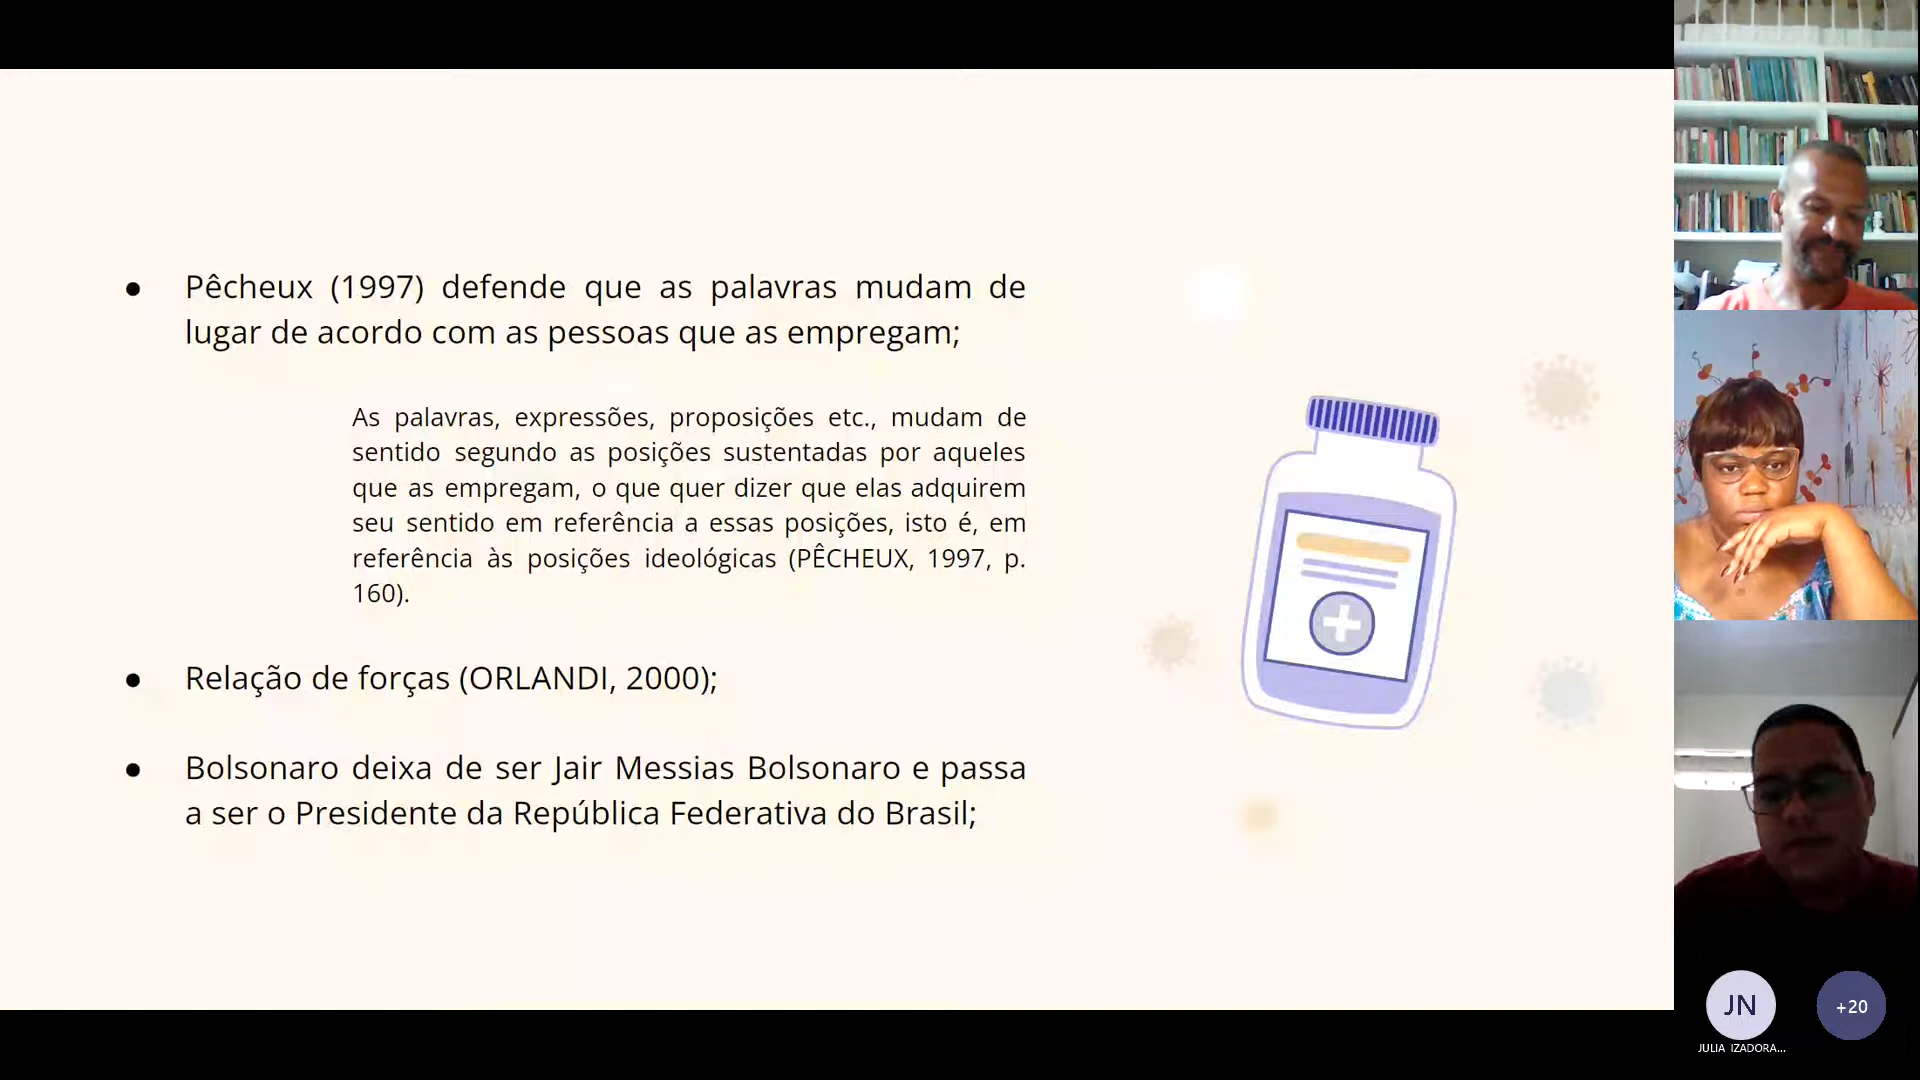 ● Pêcheux (1997) defende que as palavras mudam de
lugar de acordo com as pessoas que as empregam;
As palavras, expressões, proposições etc., mudam de
sentido segundo as posições sustentadas por aqueles
que as empregam, o que quer dizer que elas adquirem
seu sentido em referência a essas posições, isto é, em
referência às posições ideológicas (PÊCHEUX, 1997, p.
160).
● Relação de forças (ORLANDI, 2000);
● Bolsonaro deixa de ser Jair Messias Bolsonaro e passa
a ser o Presidente da República Federativa do Brasil;
JN
+20
JULIA IZADORA...